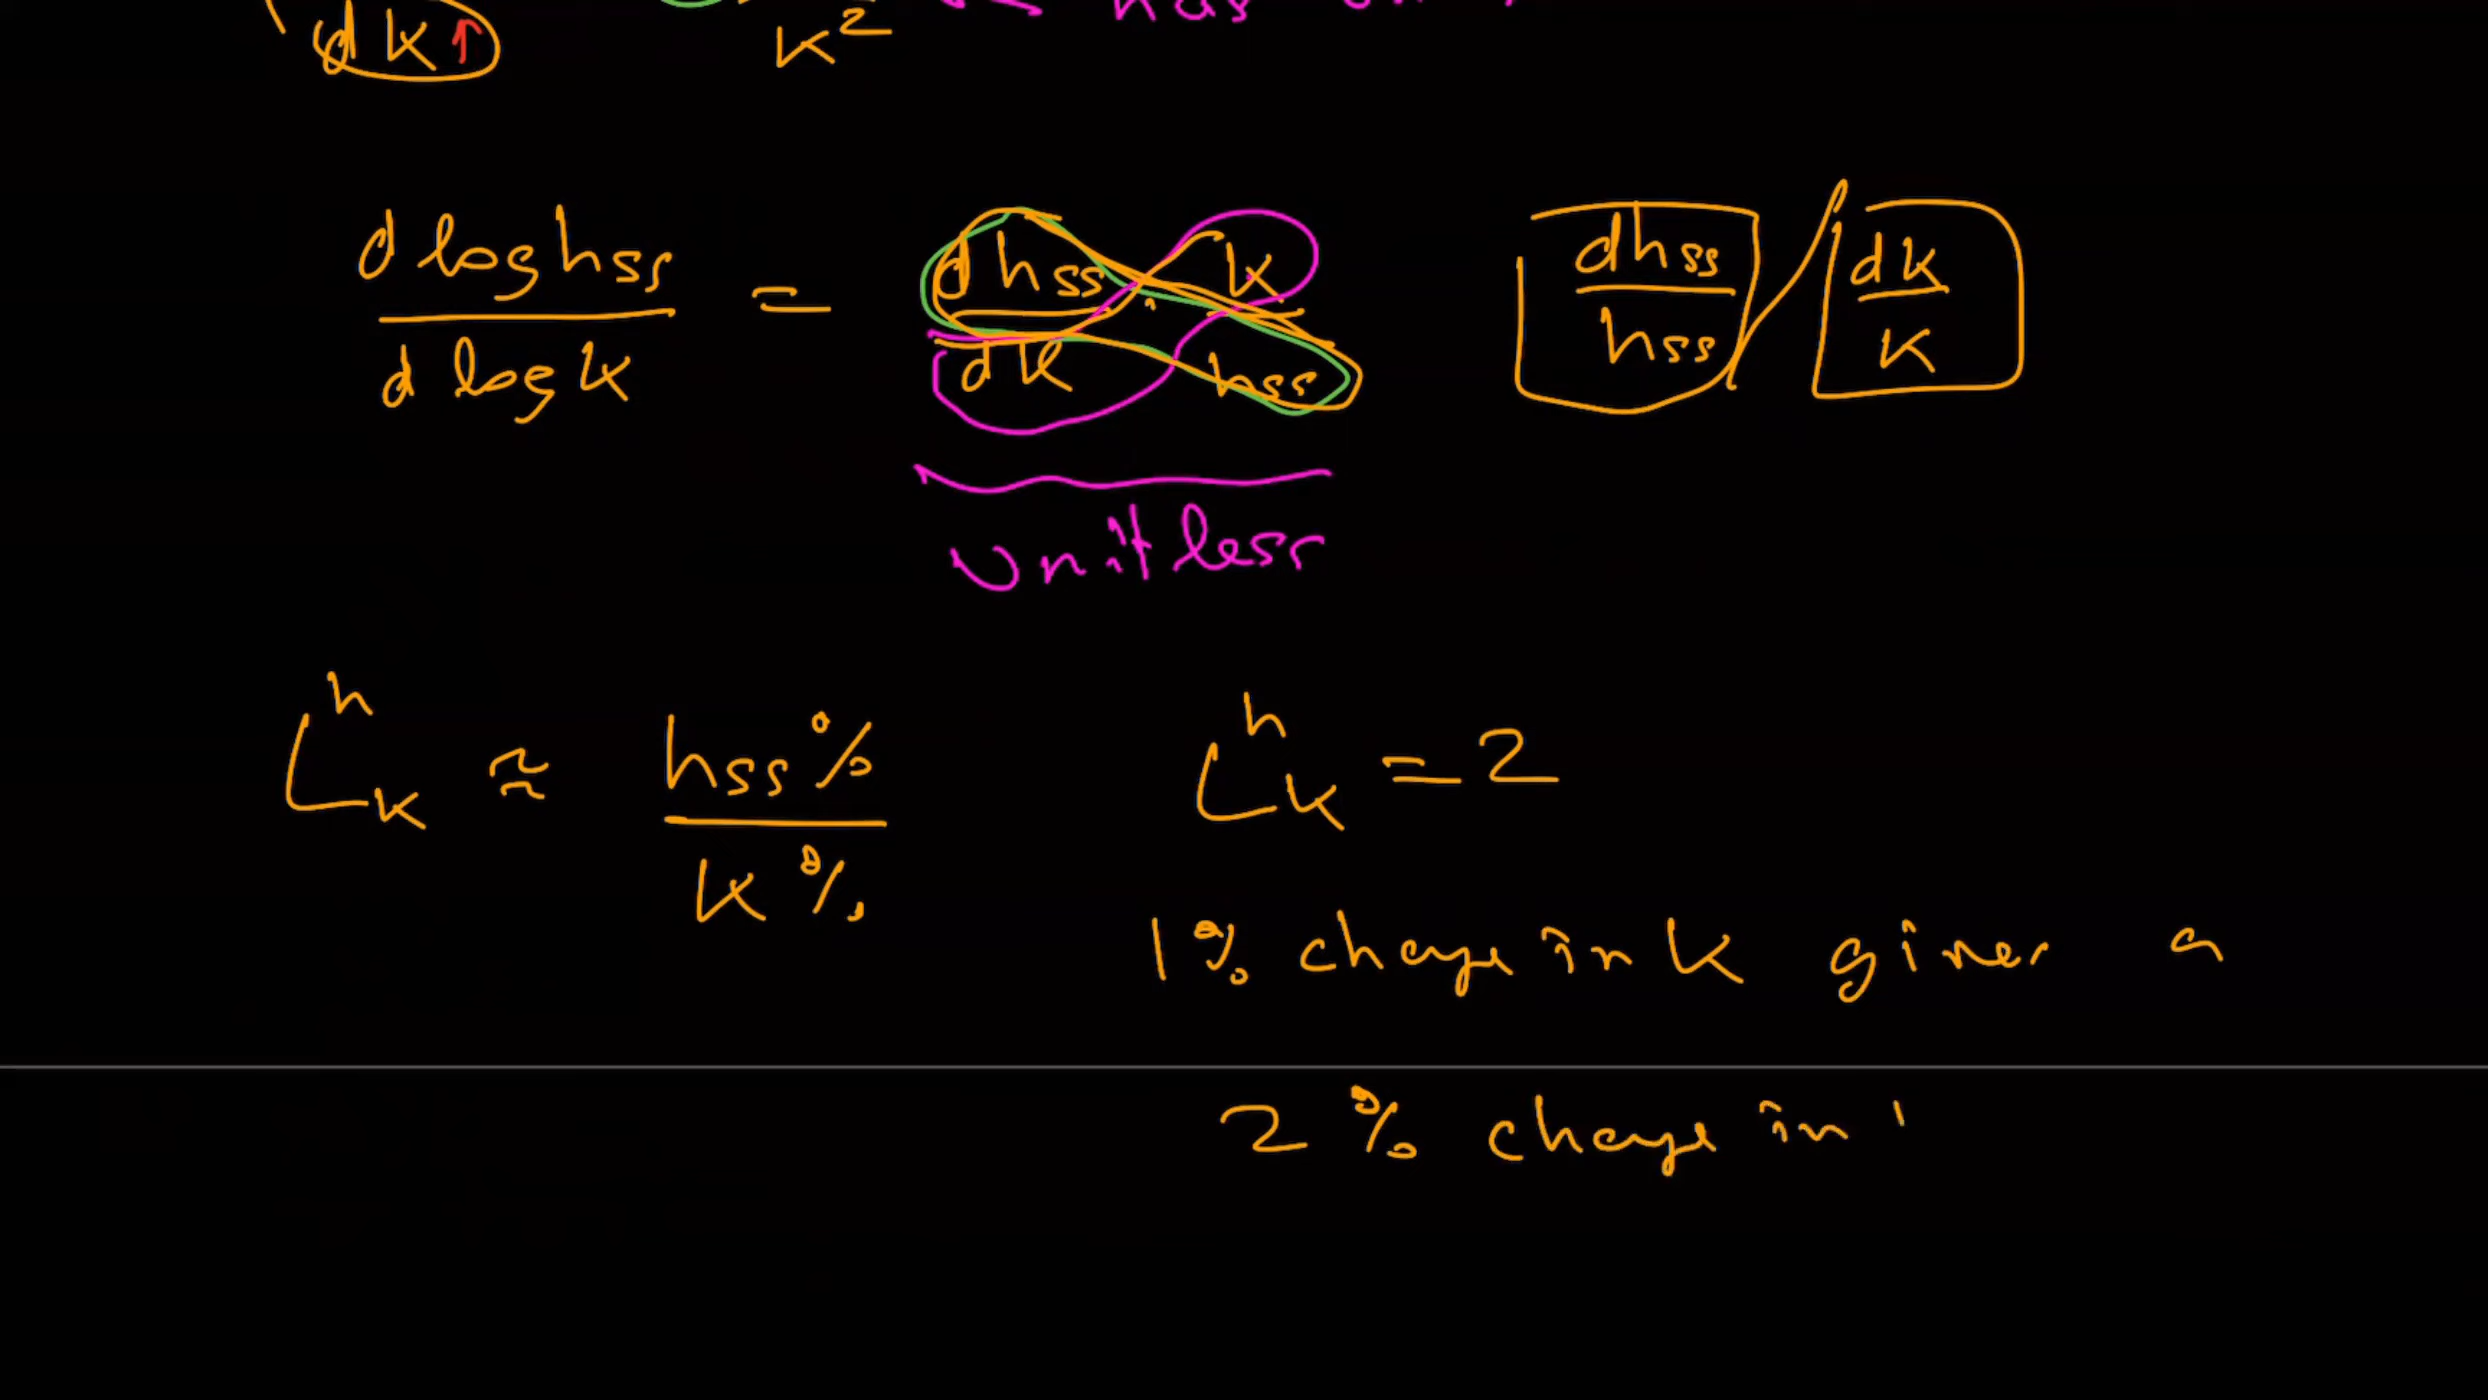 dk↑
k²
has
d log hss / d log k = dhss / dk · k / hss
dhss / hss / dk / k
unitless
L^h_k ≈ hss% / k%
L^h_k = 2
1% change in k gives a
2% change in